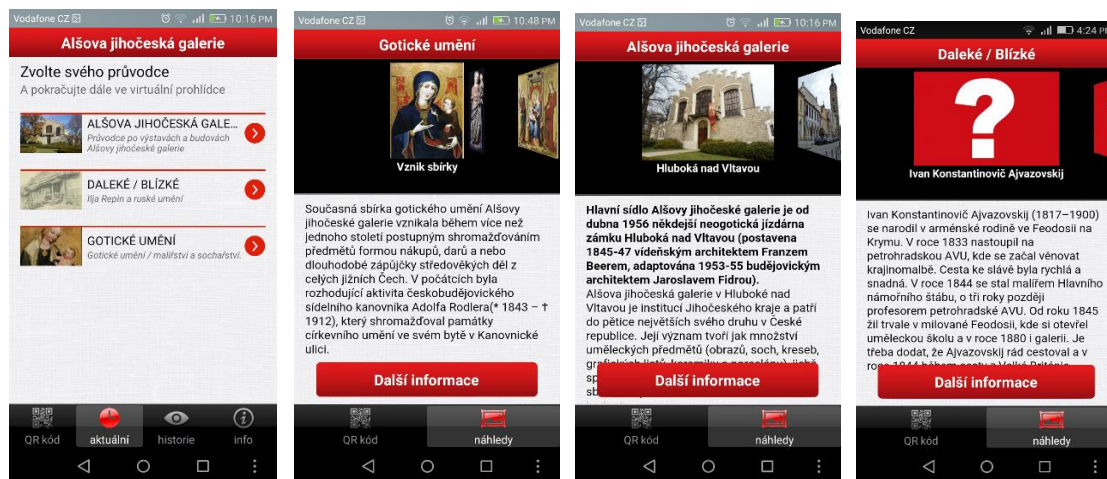 Vodafone CZ
10:16 PM
Alšova jihočeská galerie
Zvolte svého průvodce
A pokračujte dále ve virtuální prohlídce
ALŠOVA JIHOČESKÁ GALE...
Průvodce po výstavách a budovách
Alšovy jihočeské galerie
DALEKÉ / BLÍZKÉ
Ilja Repin a ruské umění
GOTICKÉ UMĚNÍ
Gotické umění / malířství a sochařství.
QR kód
aktuální
historie
info
Vodafone CZ
10:48 PM
Gotické umění
Vznik sbírky
Současná sbírka gotického umění Alšovy
jihočeské galerie vznikala během více než
jednoho století postupným shromažďováním
předmětů formou nákupů, darů a nebo
dlouhodobé zápůjčky středověkých děl z
celých jižních Čech. V počátcích byla
rozhodující aktivita českobudějovického
sídelního kanovníka Adolfa Rodlera(* 1843 – †
1912), který shromažďoval památky
církevního umění ve svém bytě v Kanovnické
ulici.
Další informace
QR kód
náhledy
Vodafone CZ
10:16 PM
Alšova jihočeská galerie
Hluboká nad Vltavou
Hlavní sídlo Alšovy jihočeské galerie je od
dubna 1956 někdejší neogotická jízdárna
zámku Hluboká nad Vltavou (postavena
1845-47 vídeňským architektem Franzem
Beerem, adaptována 1953-55 budějovickým
architektem Jaroslavem Fidrou).
Alšova jihočeská galerie v Hluboké nad
Vltavou je institucí Jihočeského kraje a patří
do pětice největších svého druhu v České
republice. Její význam tvoří jak množství
uměleckých předmětů (obrazů, soch, kreseb,
Další informace
QR kód
náhledy
Vodafone CZ
4:24 PM
Daleké / Blízké
?
Ivan Konstantinovič Ajvazovskij
Ivan Konstantinovič Ajvazovskij (1817–1900)
se narodil v arménské rodině ve Feodosii na
Krymu. V roce 1833 nastoupil na
petrohradskou AVU, kde se začal věnovat
krajinomalbě. Cesta ke slávě byla rychlá a
snadná. V roce 1844 se stal malířem Hlavního
námořního štábu, o tři roky později
profesorem petrohradské AVU. Od roku 1845
žil trvale v milované Feodosii, kde si otevřel
uměleckou školu a v roce 1880 i galerii. Je
třeba dodat, že Ajvazovskij rád cestoval a v
Další informace
QR kód
náhledy